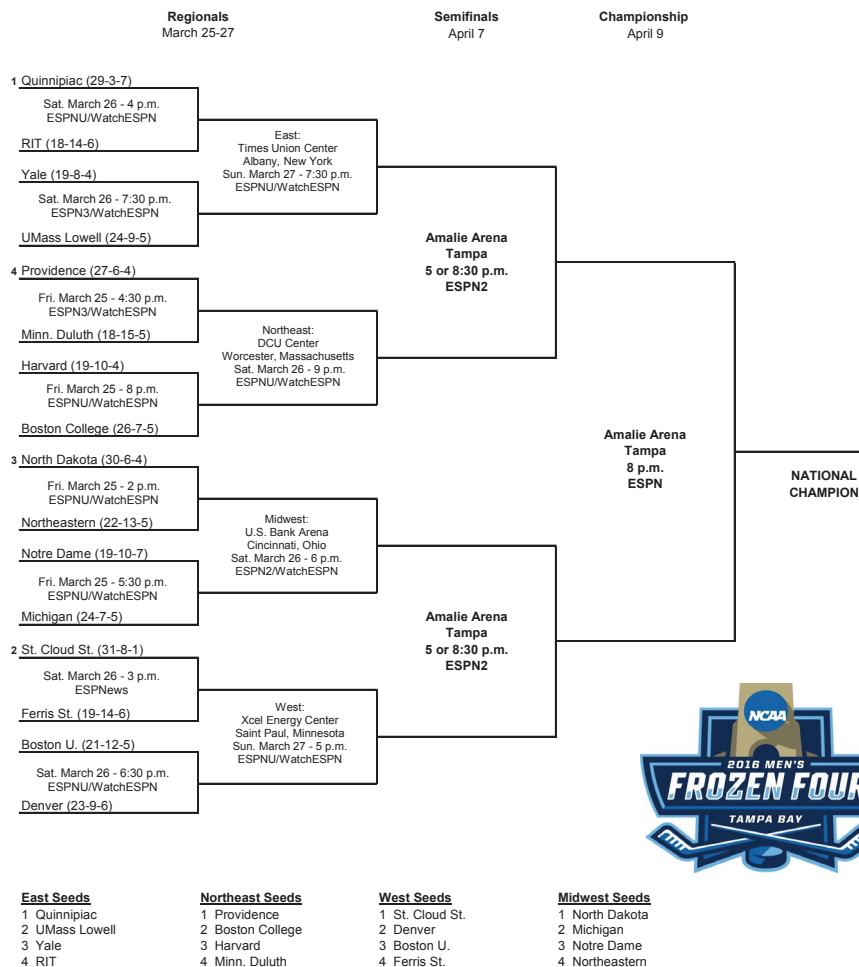 Regionals
March 25-27
Semifinals
April 7
Championship
April 9
1 Quinnipiac (29-3-7)
Sat. March 26 - 4 p.m.
ESPNU/WatchESPN
RIT (18-14-6)
East:
Times Union Center
Albany, New York
Sun. March 27 - 7:30 p.m.
ESPNU/WatchESPN
Yale (19-8-4)
Sat. March 26 - 7:30 p.m.
ESPN3/WatchESPN
UMass Lowell (24-9-5)
Amalie Arena
Tampa
5 or 8:30 p.m.
ESPN2
4 Providence (27-6-4)
Fri. March 25 - 4:30 p.m.
ESPN3/WatchESPN
Minn. Duluth (18-15-5)
Northeast:
DCU Center
Worcester, Massachusetts
Sat. March 26 - 9 p.m.
ESPNU/WatchESPN
Harvard (19-10-4)
Fri. March 25 - 8 p.m.
ESPNU/WatchESPN
Boston College (26-7-5)
Amalie Arena
Tampa
8 p.m.
ESPN
NATIONAL
CHAMPION
3 North Dakota (30-6-4)
Fri. March 25 - 2 p.m.
ESPNU/WatchESPN
Northeastern (22-13-5)
Midwest:
U.S. Bank Arena
Cincinnati, Ohio
Sat. March 26 - 6 p.m.
ESPN2/WatchESPN
Notre Dame (19-10-7)
Fri. March 25 - 5:30 p.m.
ESPNU/WatchESPN
Michigan (24-7-5)
Amalie Arena
Tampa
5 or 8:30 p.m.
ESPN2
2 St. Cloud St. (31-8-1)
Sat. March 26 - 3 p.m.
ESPNews
Ferris St. (19-14-6)
West:
Xcel Energy Center
Saint Paul, Minnesota
Sun. March 27 - 5 p.m.
ESPNU/WatchESPN
Boston U. (21-12-5)
Sat. March 26 - 6:30 p.m.
ESPNU/WatchESPN
Denver (23-9-6)
NCAA
2016 MEN'S
FROZEN FOUR
TAMPA BAY
East Seeds
1 Quinnipiac
2 UMass Lowell
3 Yale
4 RIT
Northeast Seeds
1 Providence
2 Boston College
3 Harvard
4 Minn. Duluth
West Seeds
1 St. Cloud St.
2 Denver
3 Boston U.
4 Ferris St.
Midwest Seeds
1 North Dakota
2 Michigan
3 Notre Dame
4 Northeastern